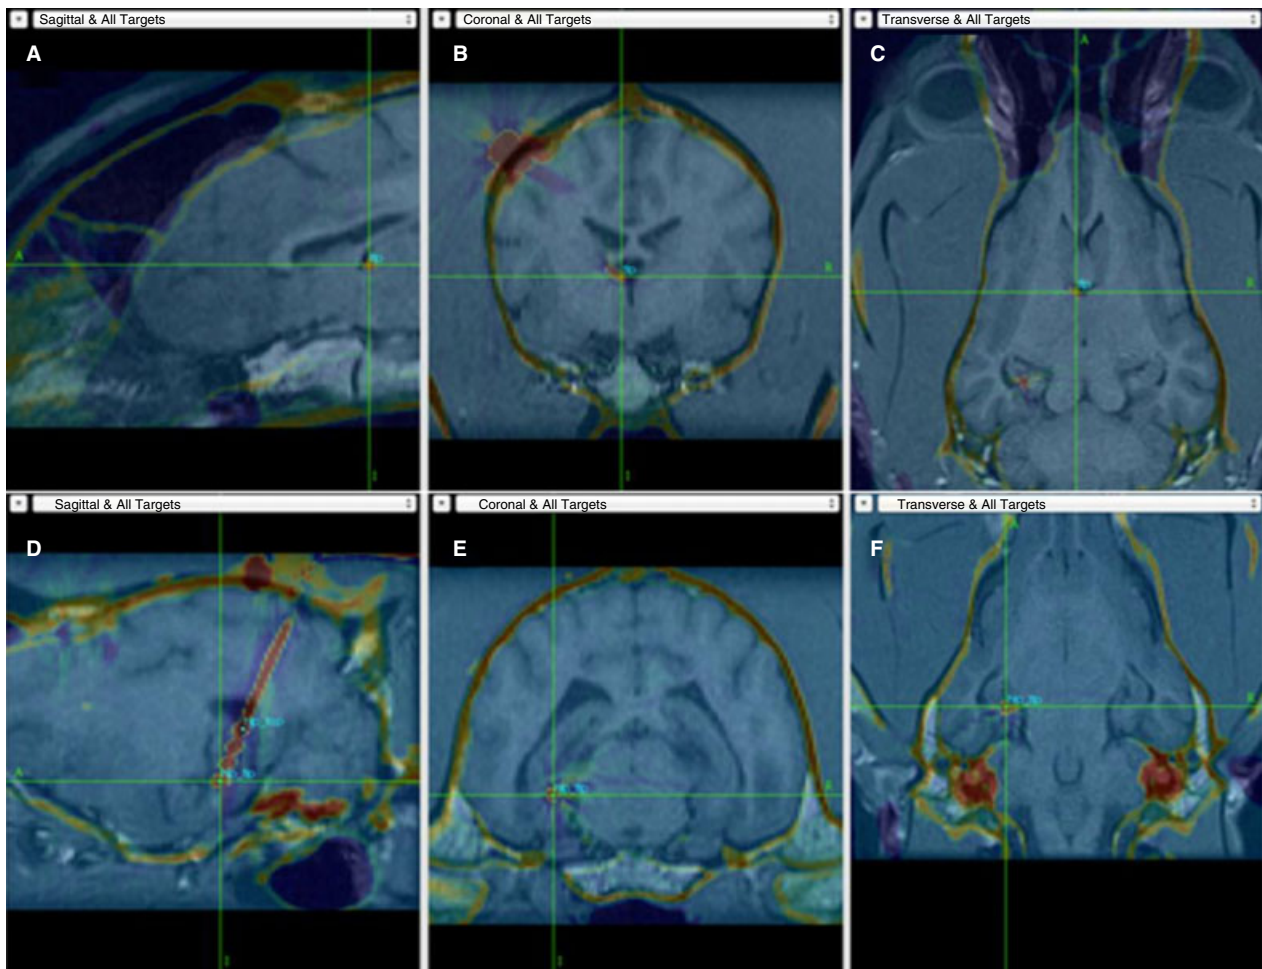 Sagittal & All Targets
Coronal & All Targets
Transverse & All Targets
A
B
C
A
A
R
R
I
I
Sagittal & All Targets
Coronal & All Targets
Transverse & All Targets
D
E
F
A
A
R
R
I
I